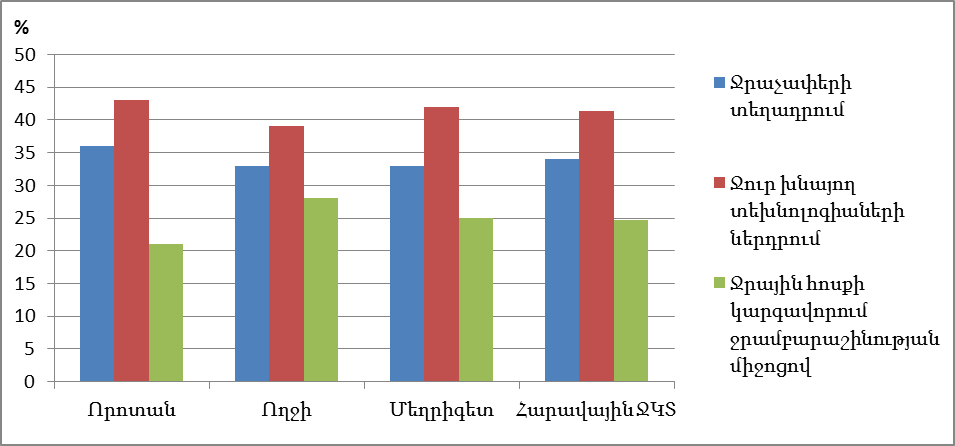 %
50
45
40
35
30
25
20
15
10
5
0
Որոտան
Ողջի
Մեղրիգետ
Հարավային ՋԿՏ
Ջրաչափերի
տեղադրում
Ջուր խնայող
տեխնոլոգիաների
ներդրում
Ջրային հոսքի
կարգավորում
ջրամբարաշինության
միջոցով